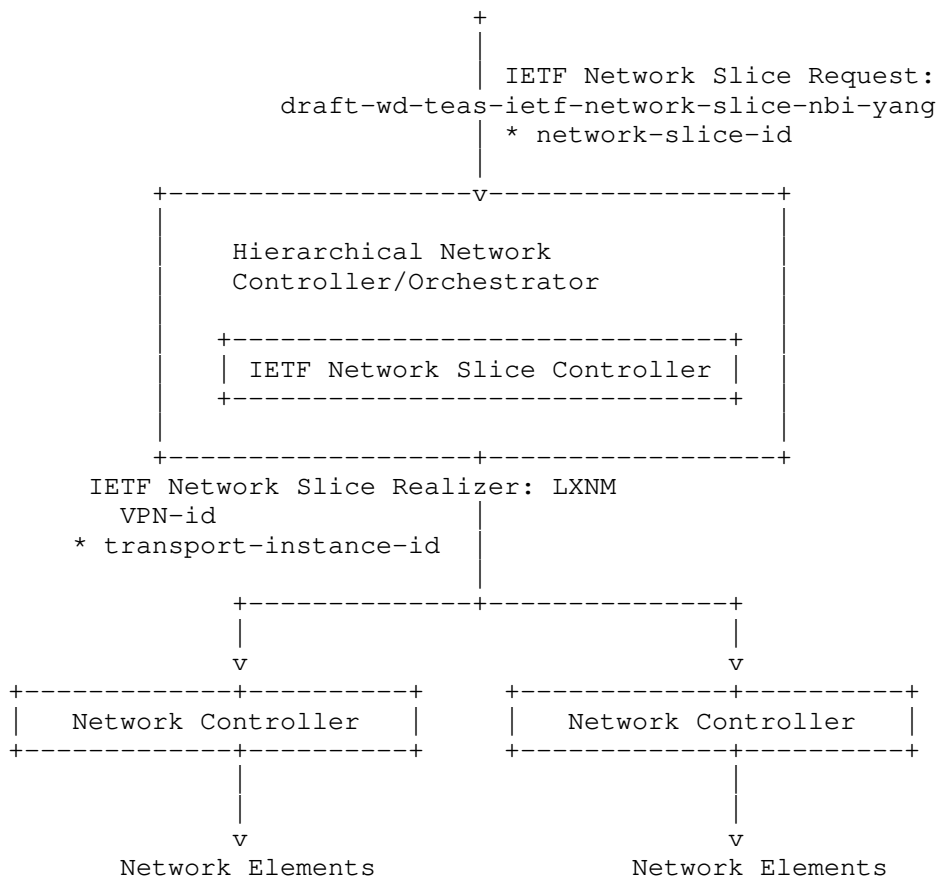 IETF Network Slice Request:
draft-wd-teas-ietf-network-slice-nbi-yang
* network-slice-id
v
Hierarchical Network
Controller/Orchestrator
IETF Network Slice Controller
IETF Network Slice Realizer: LXNM
VPN-id
* transport-instance-id
v v
Network Controller Network Controller
v v
Network Elements Network Elements